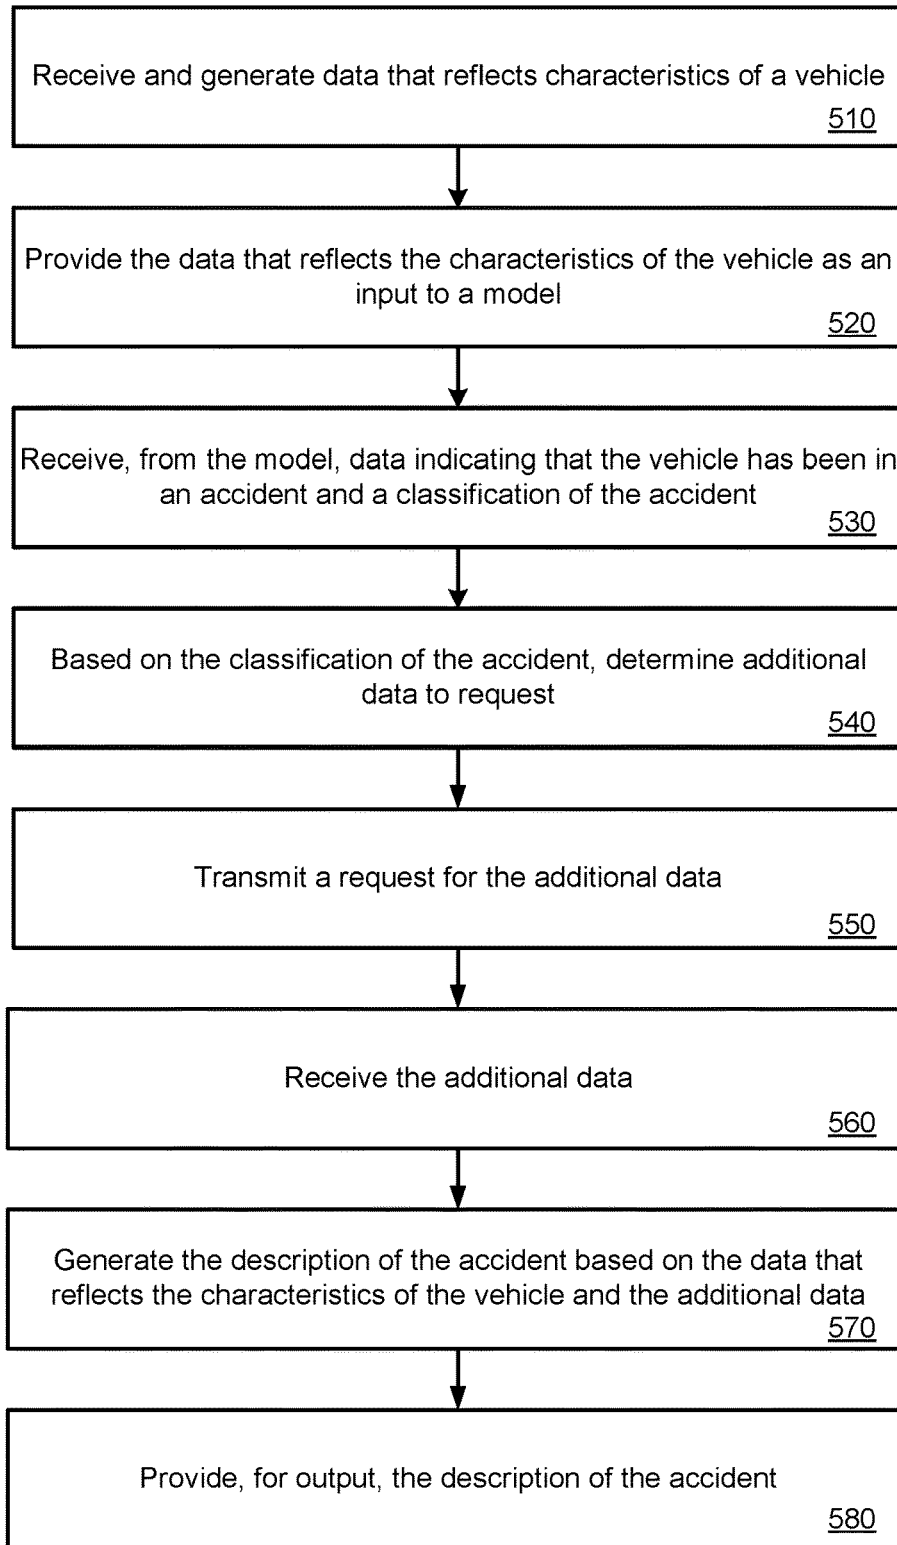 Receive and generate data that reflects characteristics of a vehicle
510
Provide the data that reflects the characteristics of the vehicle as an
input to a model
520
Receive, from the model, data indicating that the vehicle has been in
an accident and a classification of the accident
530
Based on the classification of the accident, determine additional
data to request
540
Transmit a request for the additional data
550
Receive the additional data
560
Generate the description of the accident based on the data that
reflects the characteristics of the vehicle and the additional data
570
Provide, for output, the description of the accident
580